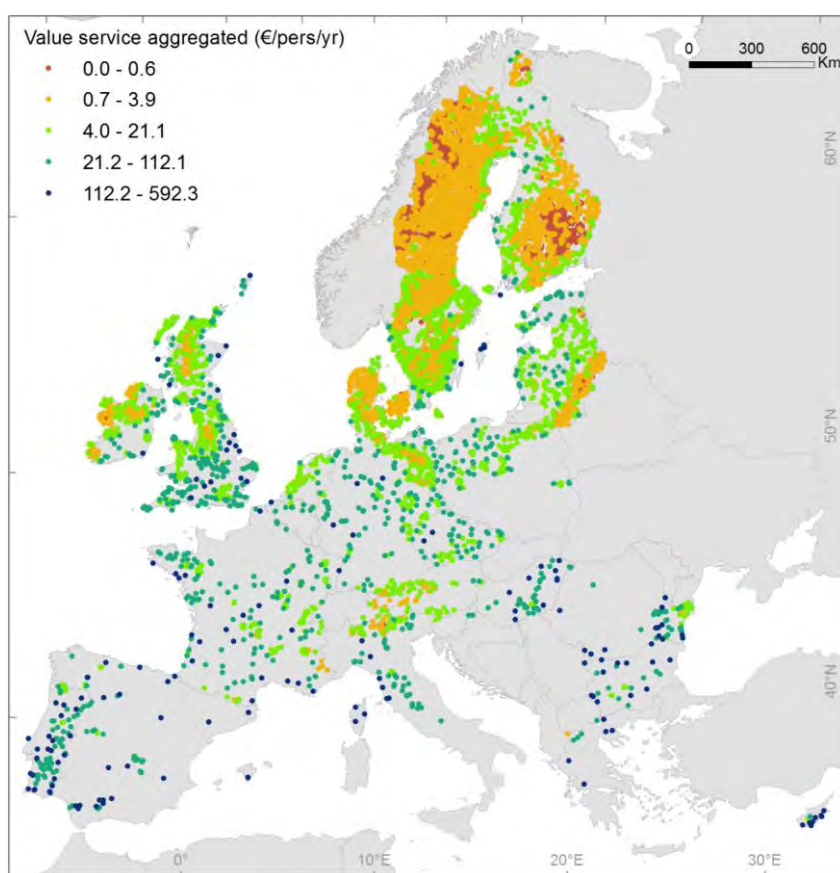 Value service aggregated (€/pers/yr)
0.0 - 0.6
0.7 - 3.9
4.0 - 21.1
21.2 - 112.1
112.2 - 592.3
0 300 600
Km
60°N
50°N
40°N
0° 10°E 20°E 30°E